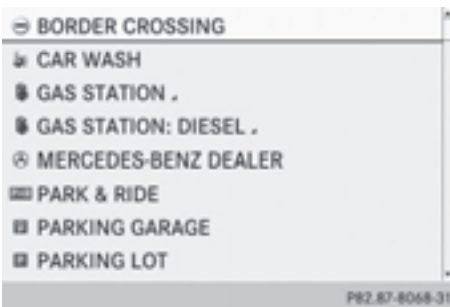 BORDER CROSSING
CAR WASH
GAS STATION
GAS STATION: DIESEL
MERCEDES-BENZ DEALER
PARK & RIDE
PARKING GARAGE
PARKING LOT
P82.87-8068-31